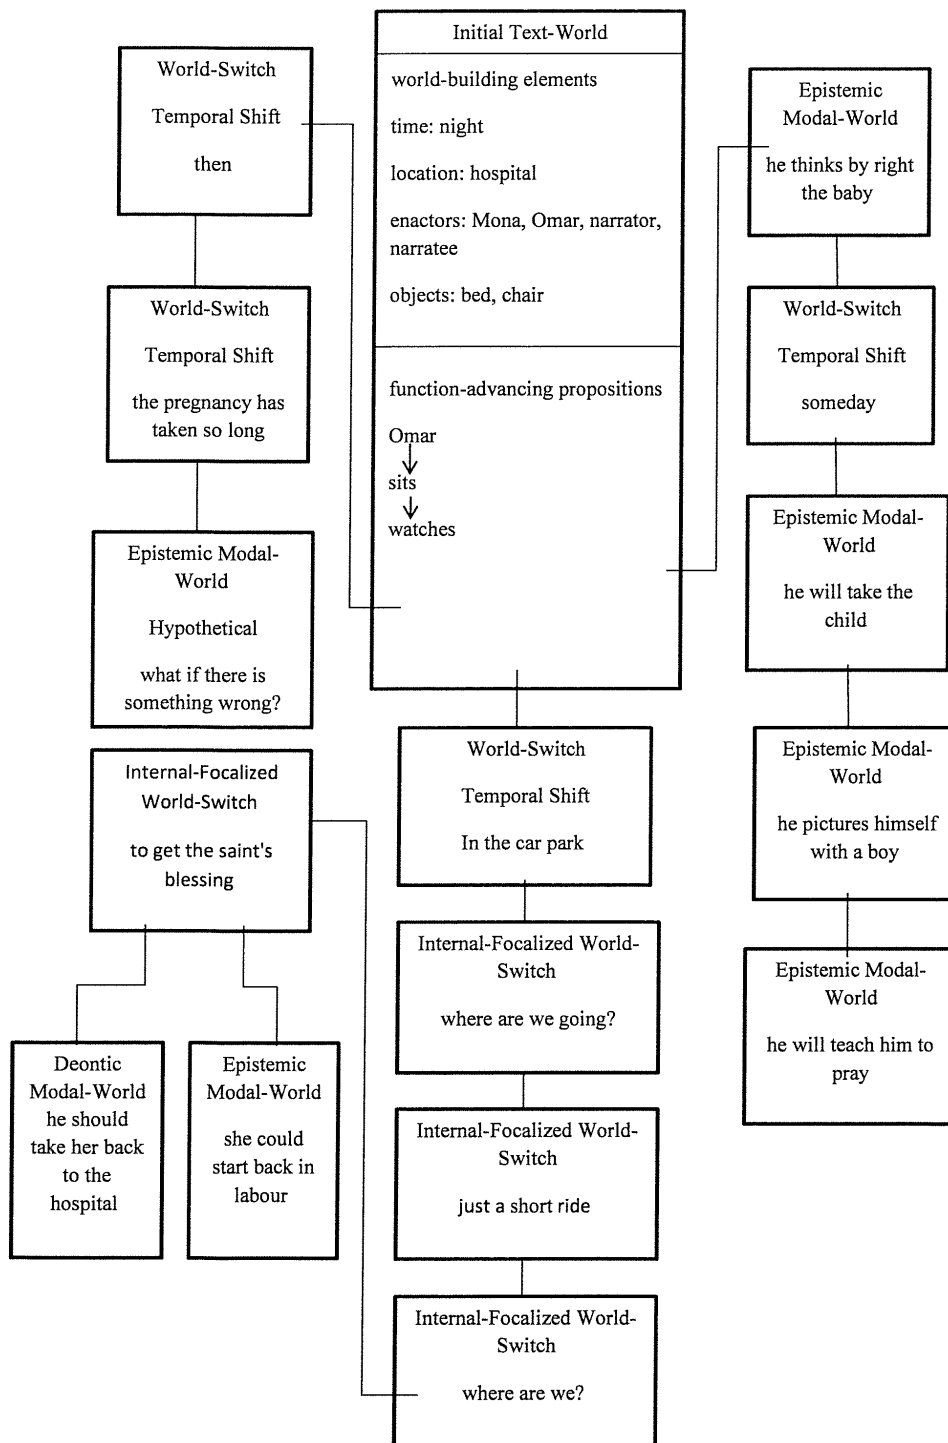 Initial Text-World
world-building elements
time: night
location: hospital
enactors: Mona, Omar, narrator,
narratee
objects: bed, chair
function-advancing propositions
Omar
sits
watches
World-Switch
Temporal Shift
then
World-Switch
Temporal Shift
the pregnancy has
taken so long
Epistemic Modal-
World
Hypothetical
what if there is
something wrong?
Internal-Focalized
World-Switch
to get the saint's
blessing
Deontic
Modal-World
he should
take her back
to the
hospital
Epistemic
Modal-World
she could
start back in
labour
World-Switch
Temporal Shift
In the car park
Internal-Focalized World-
Switch
where are we going?
Internal-Focalized World-
Switch
just a short ride
Internal-Focalized World-
Switch
where are we?
Epistemic
Modal-World
he thinks by right
the baby
World-Switch
Temporal Shift
someday
Epistemic Modal-
World
he will take the
child
Epistemic Modal-
World
he pictures himself
with a boy
Epistemic Modal-
World
he will teach him to
pray